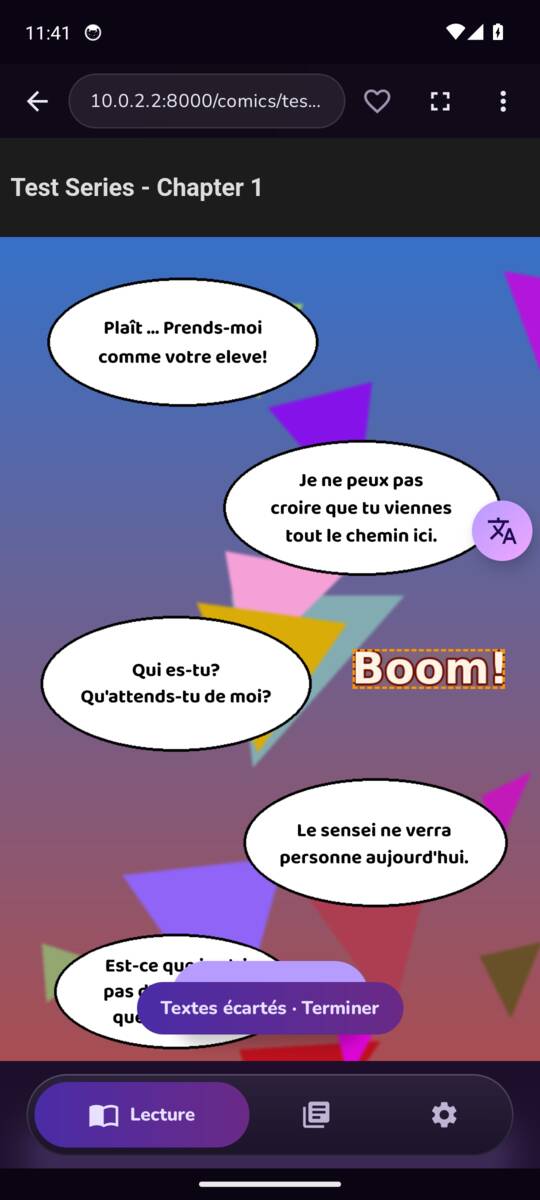 11:41
10.0.2.2:8000/comics/tes...
Test Series - Chapter 1
Plaît ... Prends-moi
comme votre eleve!
Je ne peux pas
croire que tu viennes
tout le chemin ici.
Qui es-tu?
Qu'attends-tu de moi?
Boom!
Le sensei ne verra
personne aujourd'hui.
Est-ce que
pas
que
Textes écartés · Terminer
Lecture